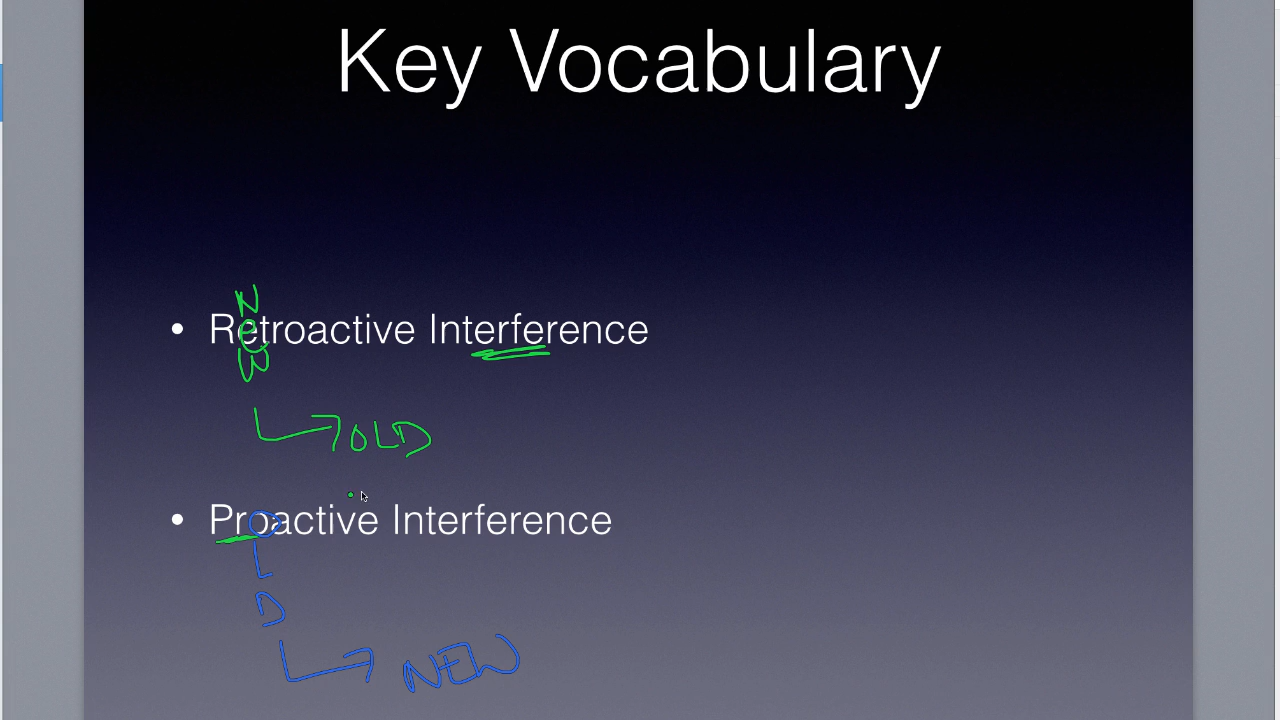 Key Vocabulary
• Retroactive Interference
New
OLD
• Proactive Interference
OLD
NEW